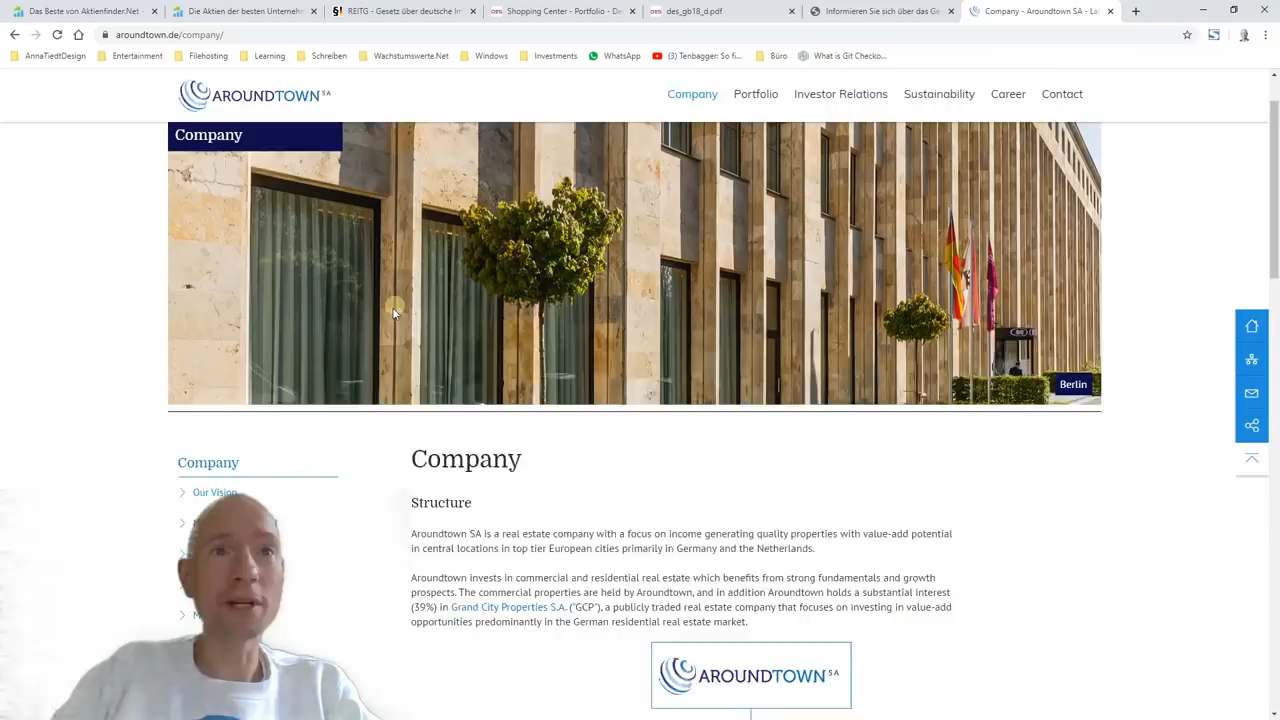 Das Beste von Aktienfinder.Net -
Die Aktien der besten Unternehm
REITG - Gesetz über deutsche Im
Shopping Center - Portfolio - De
des_gb18_d.pdf
Informieren Sie sich über das Ge
Company - Aroundtown SA - La
aroundtown.de/company/
AnnaTiedtDesign
Entertainment
Filehosting
Learning
Schreiben
Wachstumswerte.Net
Windows
Investments
WhatsApp
(3) Tenbagger: So fi...
Büro
What is Git Checko...
AROUNDTOWN SA
Company
Portfolio
Investor Relations
Sustainability
Career
Contact
Company
Berlin
Company
Our Vision
Company
Structure
Aroundtown SA is a real estate company with a focus on income generating quality properties with value-add potential
in central locations in top tier European cities primarily in Germany and the Netherlands.
Aroundtown invests in commercial and residential real estate which benefits from strong fundamentals and growth
prospects. The commercial properties are held by Aroundtown, and in addition Aroundtown holds a substantial interest
(39%) in Grand City Properties S.A. ("GCP"), a publicly traded real estate company that focuses on investing in value-add
opportunities predominantly in the German residential real estate market.
AROUNDTOWN SA